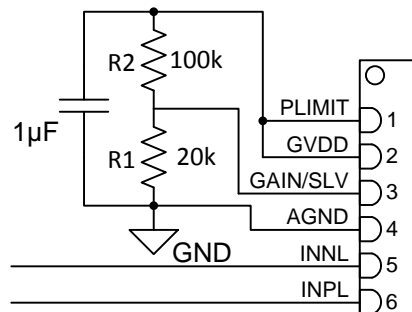 R2 100k
PLIMIT 1
1µF
GVDD 2
R1 20k
GAIN/SLV 3
AGND 4
GND
INNL 5
INPL 6